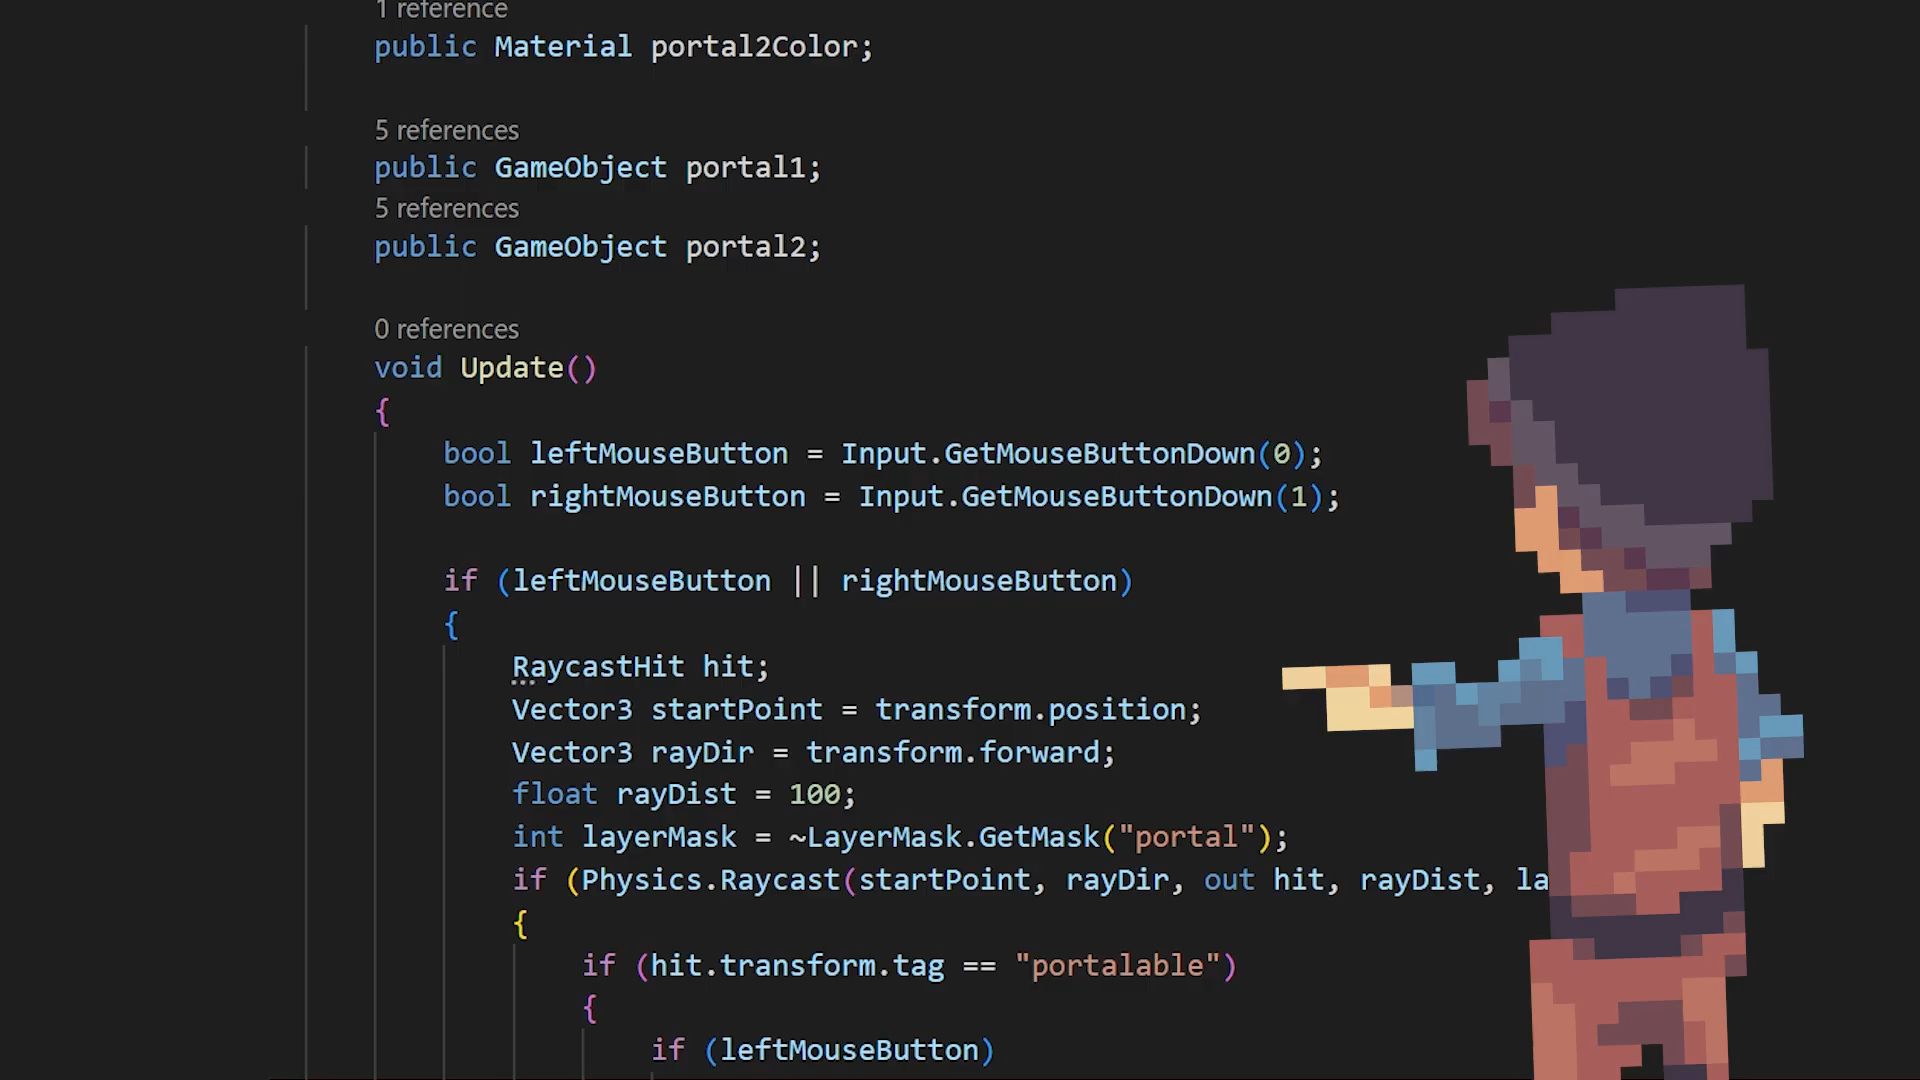 1 reference
public Material portal2Color;
5 references
public GameObject portal1;
5 references
public GameObject portal2;
0 references
void Update()
{
bool leftMouseButton = Input.GetMouseButtonDown(0);
bool rightMouseButton = Input.GetMouseButtonDown(1);
if (leftMouseButton || rightMouseButton)
{
RaycastHit hit;
Vector3 startPoint = transform.position;
Vector3 rayDir = transform.forward;
float rayDist = 100;
int layerMask = ~LayerMask.GetMask("portal");
if (Physics.Raycast(startPoint, rayDir, out hit, rayDist, la
{
if (hit.transform.tag == "portalable")
{
if (leftMouseButton)